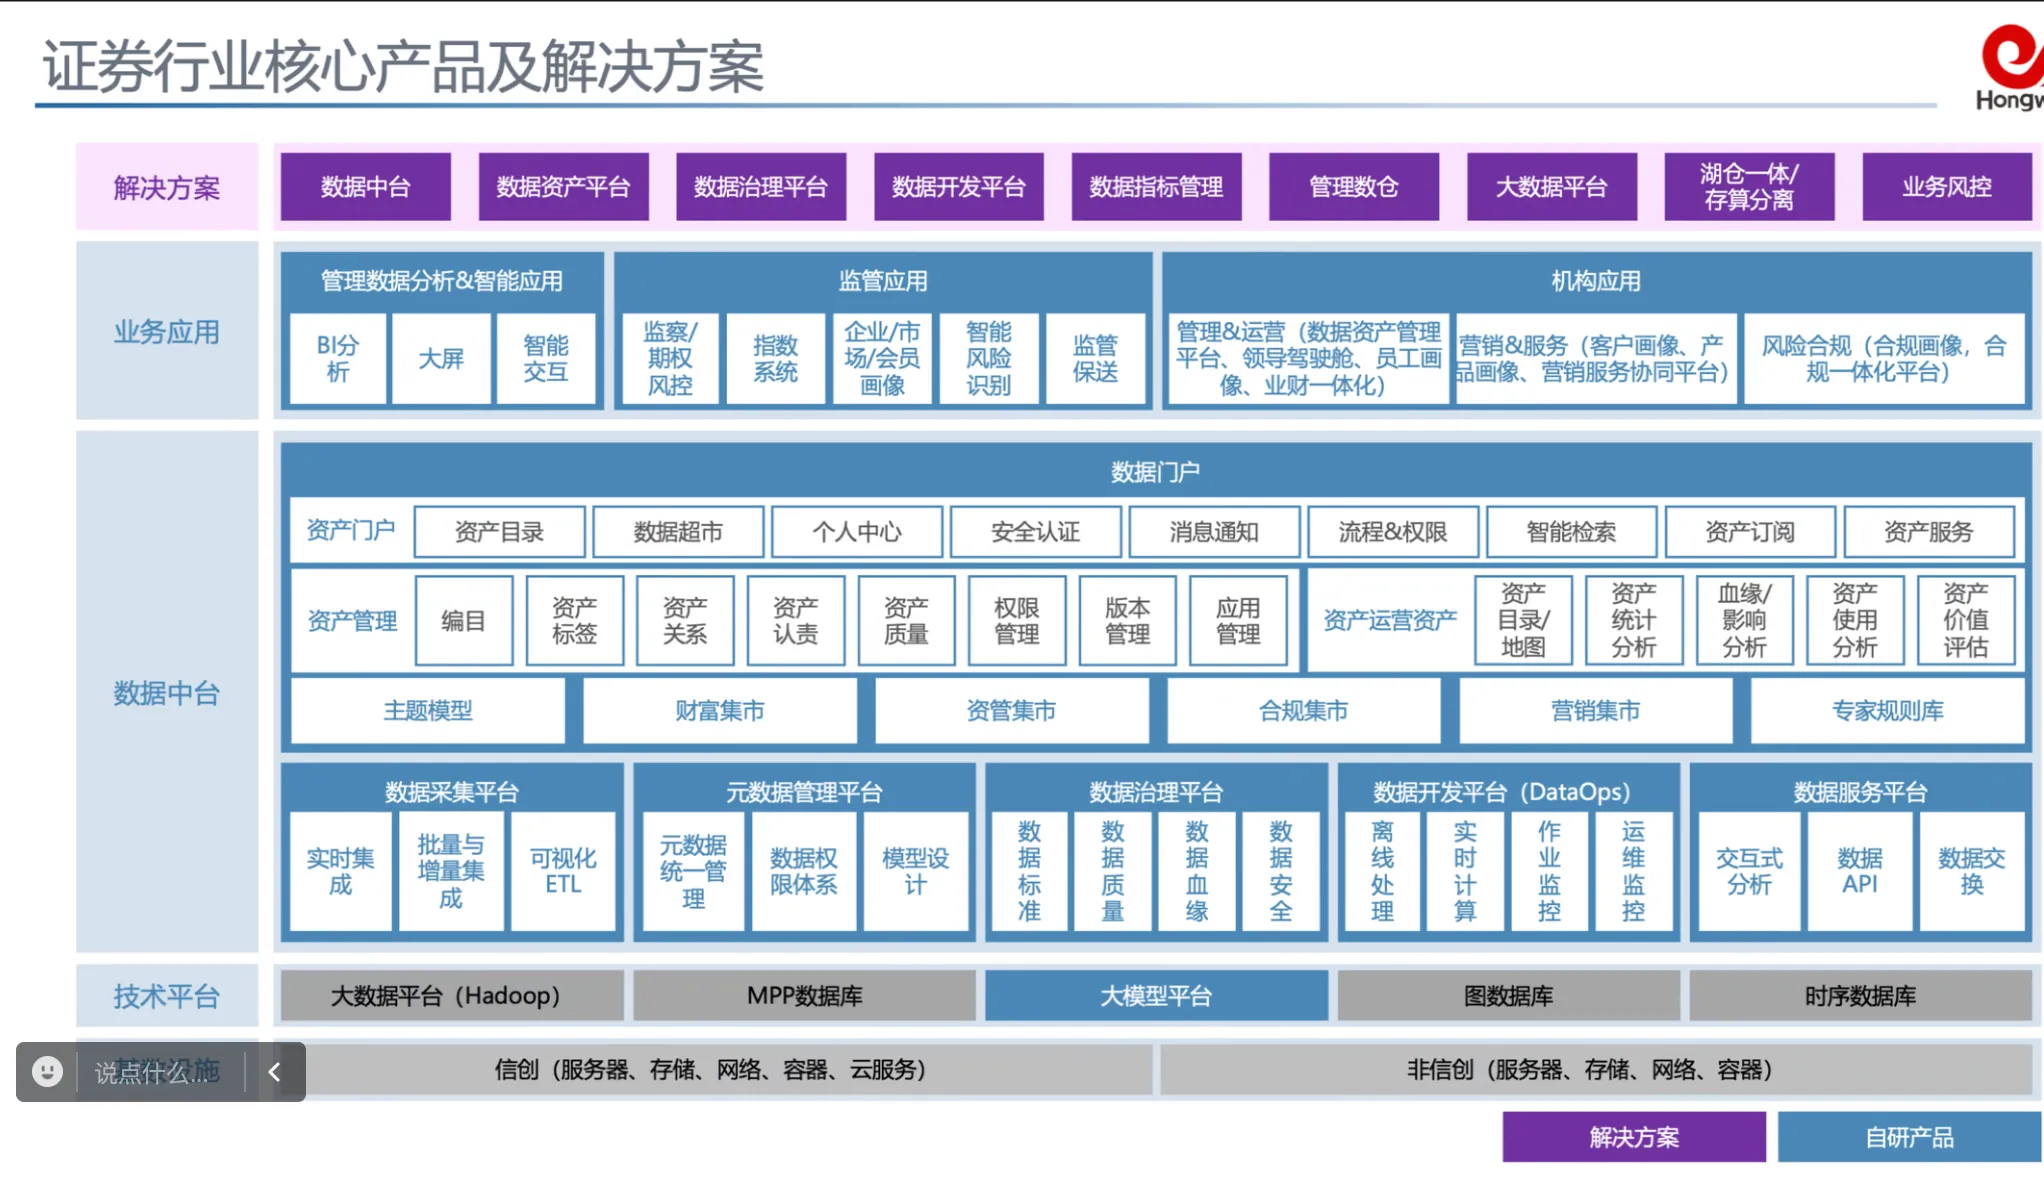 证券行业核心产品及解决方案
Hongw
解决方案
数据中台
数据资产平台
数据治理平台
数据开发平台
数据指标管理
管理数仓
大数据平台
湖仓一体/
存算分离
业务风控
业务应用
管理数据分析&智能应用
BI分
析
大屏
智能
交互
监管应用
监察/
期权
风控
指数
系统
企业/市
场/会员
画像
智能
风险
识别
监管
保送
机构应用
管理&运营（数据资产管理
平台、领导驾驶舱、员工画
像、业财一体化）
营销&服务（客户画像、产
品画像、营销服务协同平台）
风险合规（合规画像，合
规一体化平台）
数据中台
数据门户
资产门户
资产目录
数据超市
个人中心
安全认证
消息通知
流程&权限
智能检索
资产订阅
资产服务
资产管理
编目
资产
标签
资产
关系
资产
认责
资产
质量
权限
管理
版本
管理
应用
管理
资产运营资产
资产
目录/
地图
资产
统计
分析
血缘/
影响
分析
资产
使用
分析
资产
价值
评估
主题模型
财富集市
资管集市
合规集市
营销集市
专家规则库
数据采集平台
实时集
成
批量与
增量集
成
可视化
ETL
元数据管理平台
元数据
统一管
理
数据权
限体系
模型设
计
数据治理平台
数据标准
数据质量
数据血缘
数据安全
数据开发平台（DataOps）
离线处理
实时计算
作业监控
运维监控
数据服务平台
交互式
分析
数据
API
数据交
换
技术平台
大数据平台（Hadoop）
MPP数据库
大模型平台
图数据库
时序数据库
说点什么...
信创（服务器、存储、网络、容器、云服务）
非信创（服务器、存储、网络、容器）
解决方案
自研产品